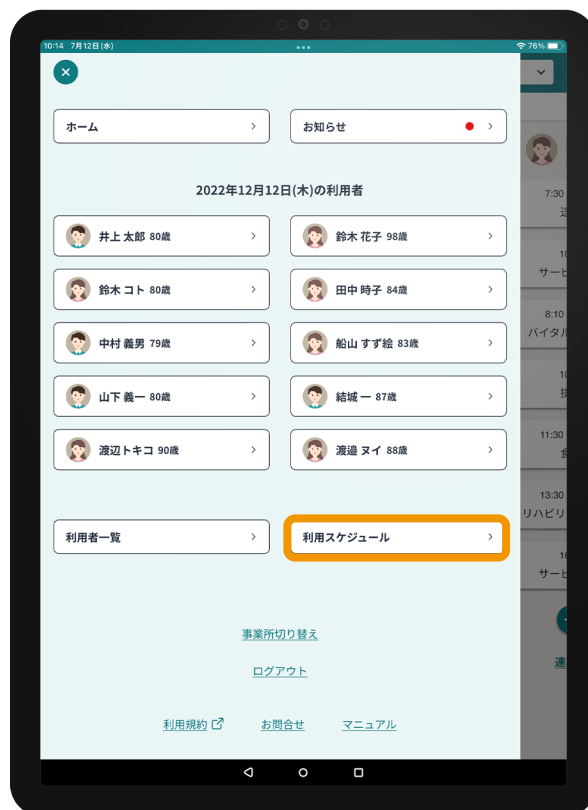 10:14 7月12日(水) 76%
ホーム
お知らせ
2022年12月12日(木)の利用者
井上 太郎 80歳
鈴木 花子 98歳
鈴木 コト 80歳
田中 時子 84歳
中村 義男 79歳
船山 すず絵 83歳
山下 義一 80歳
結城 一 87歳
渡辺トキコ 90歳
渡邉 ヌイ 88歳
利用者一覧
利用スケジュール
事業所切り替え
ログアウト
利用規約 お問合せ マニュアル
7:30
サービ
8:10
バイタル
11:30
13:30
リハビリ
サービ
連